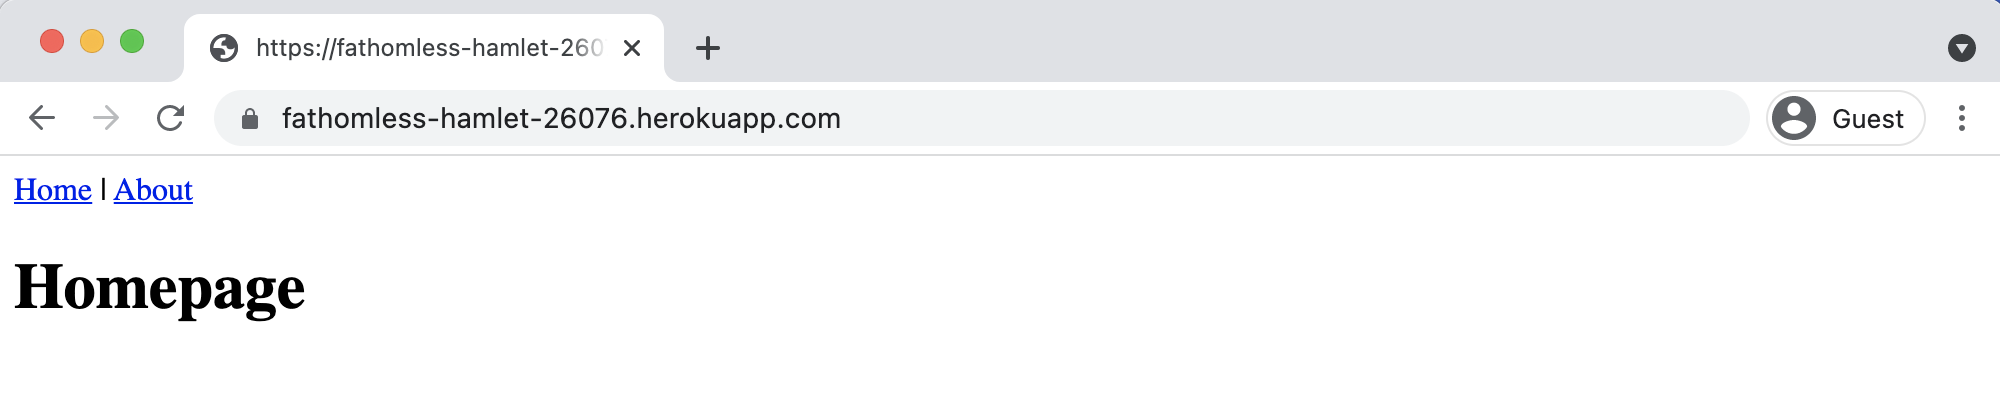 https://fathomless-hamlet-260
fathomless-hamlet-26076.herokuapp.com
Guest
Home | About
Homepage